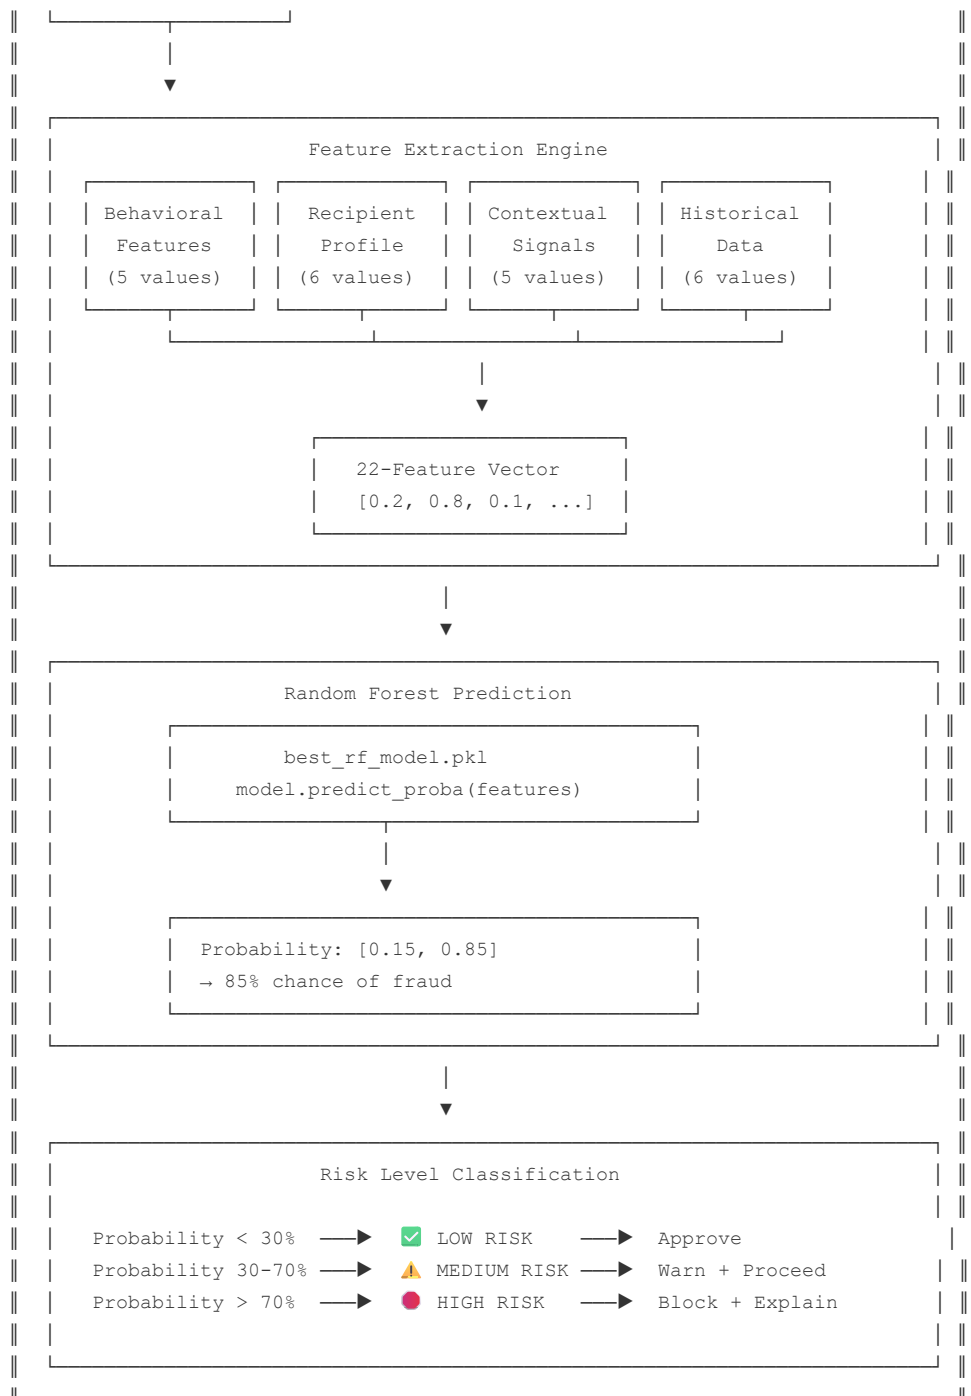 Feature Extraction Engine
Behavioral Recipient Contextual Historical
Features Profile Signals Data
(5 values) (6 values) (5 values) (6 values)
22-Feature Vector
[0.2, 0.8, 0.1, ...]
Random Forest Prediction
best_rf_model.pkl
model.predict_proba(features)
Probability: [0.15, 0.85]
→ 85% chance of fraud
Risk Level Classification
Probability < 30% ──▶ ✅ LOW RISK ──▶ Approve
Probability 30-70% ──▶ ⚠️ MEDIUM RISK ──▶ Warn + Proceed
Probability > 70% ──▶ 🛑 HIGH RISK ──▶ Block + Explain